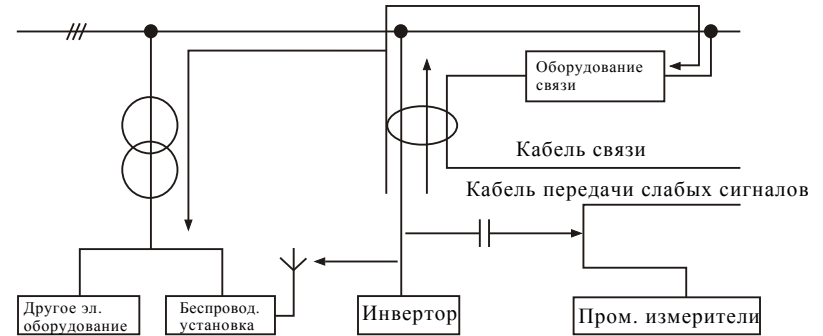 Оборудование
связи
Кабель связи
Кабель передачи слабых сигналов
Другое эл.
оборудование
Беспровод.
установка
Инвертор
Пром. измерители